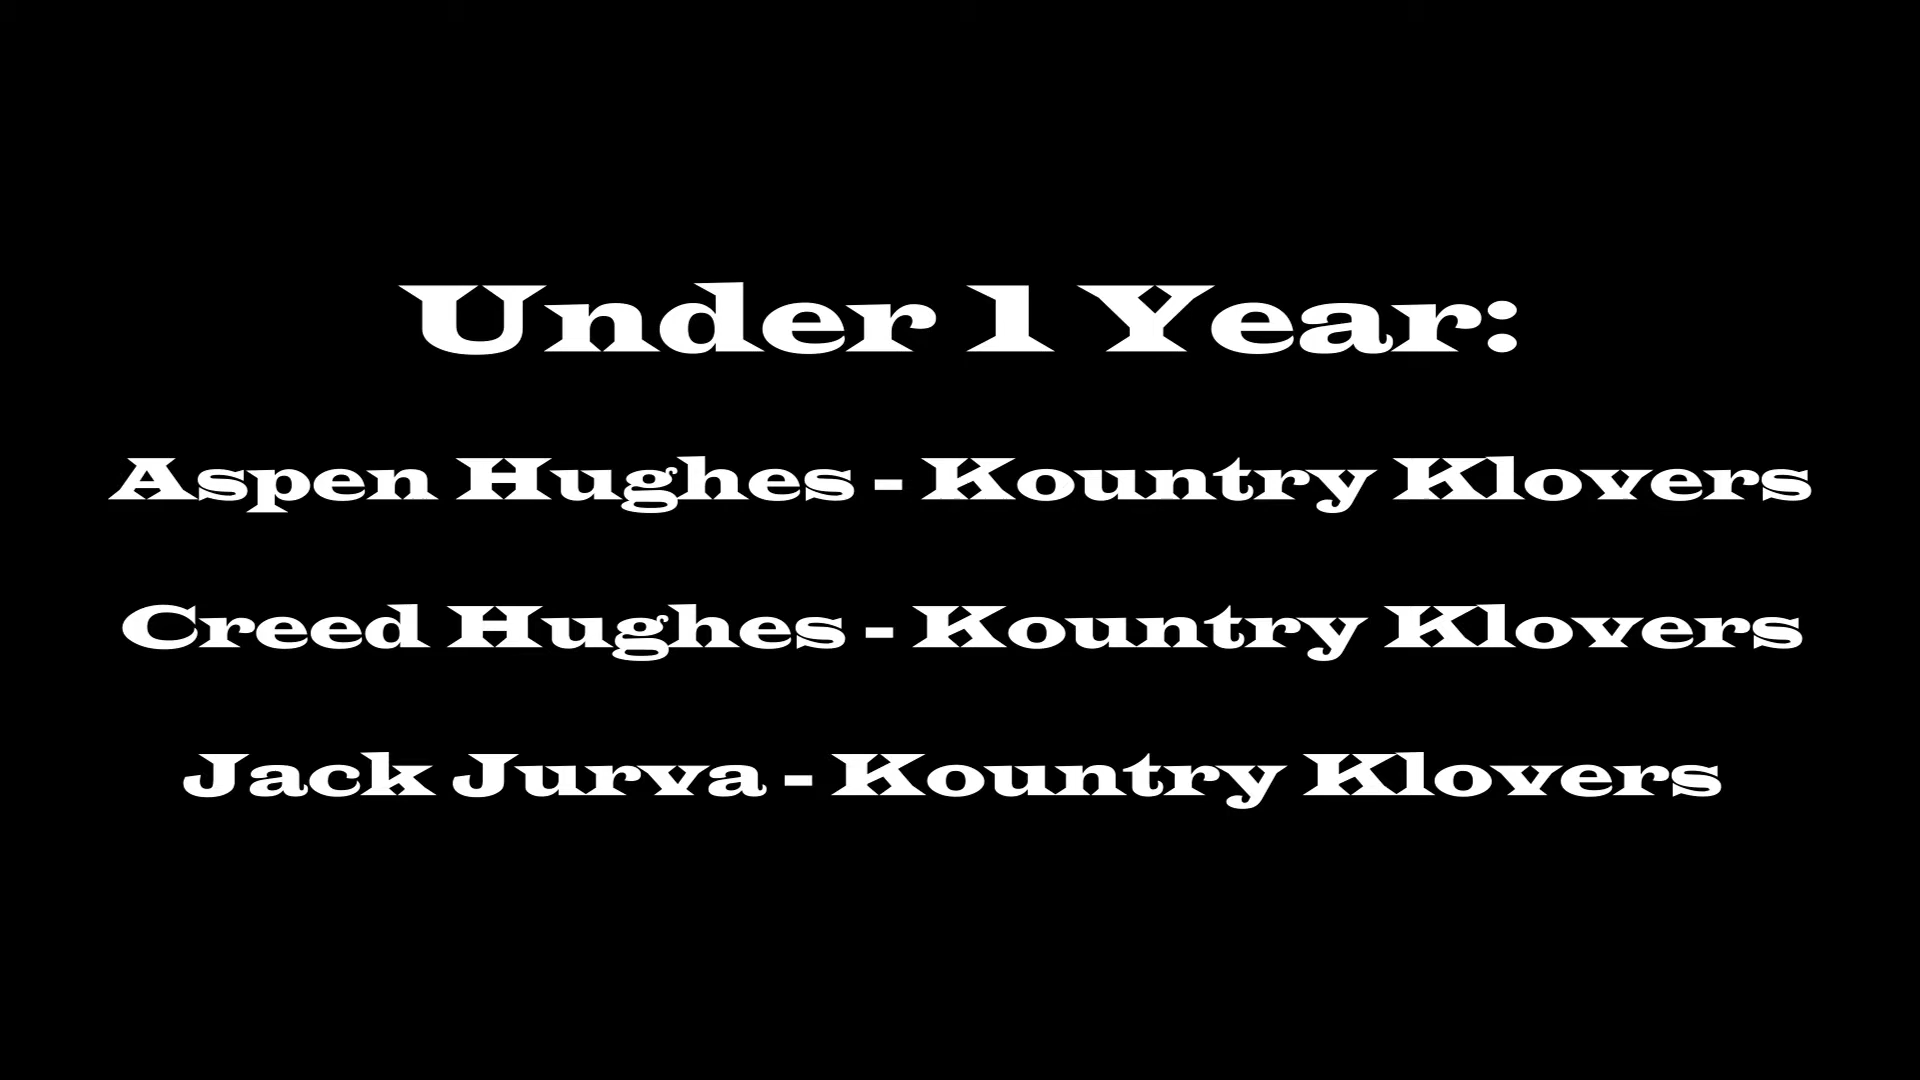 Under 1 Year:
Aspen Hughes - Kountry Klovers
Creed Hughes - Kountry Klovers
Jack Jurva - Kountry Klovers